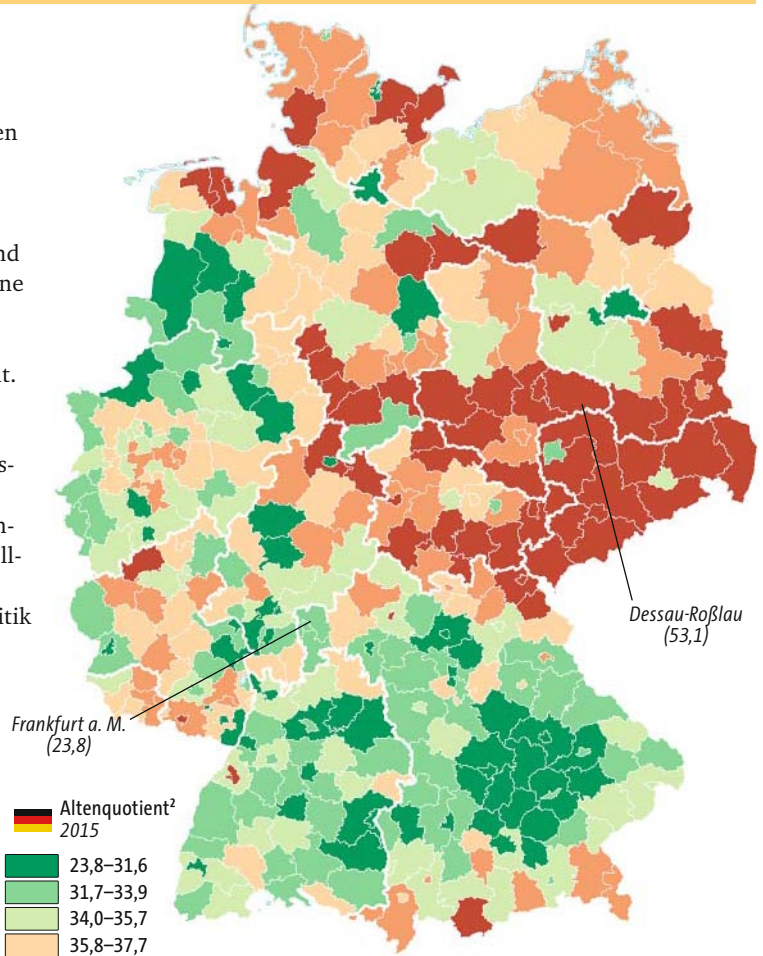 en
nd
ne
t.
s-
n-
ll-
itik
Dessau-Roßlau
(53,1)
Frankfurt a. M.
(23,8)
Altenquotient²
2015
23,8–31,6
31,7–33,9
34,0–35,7
35,8–37,7